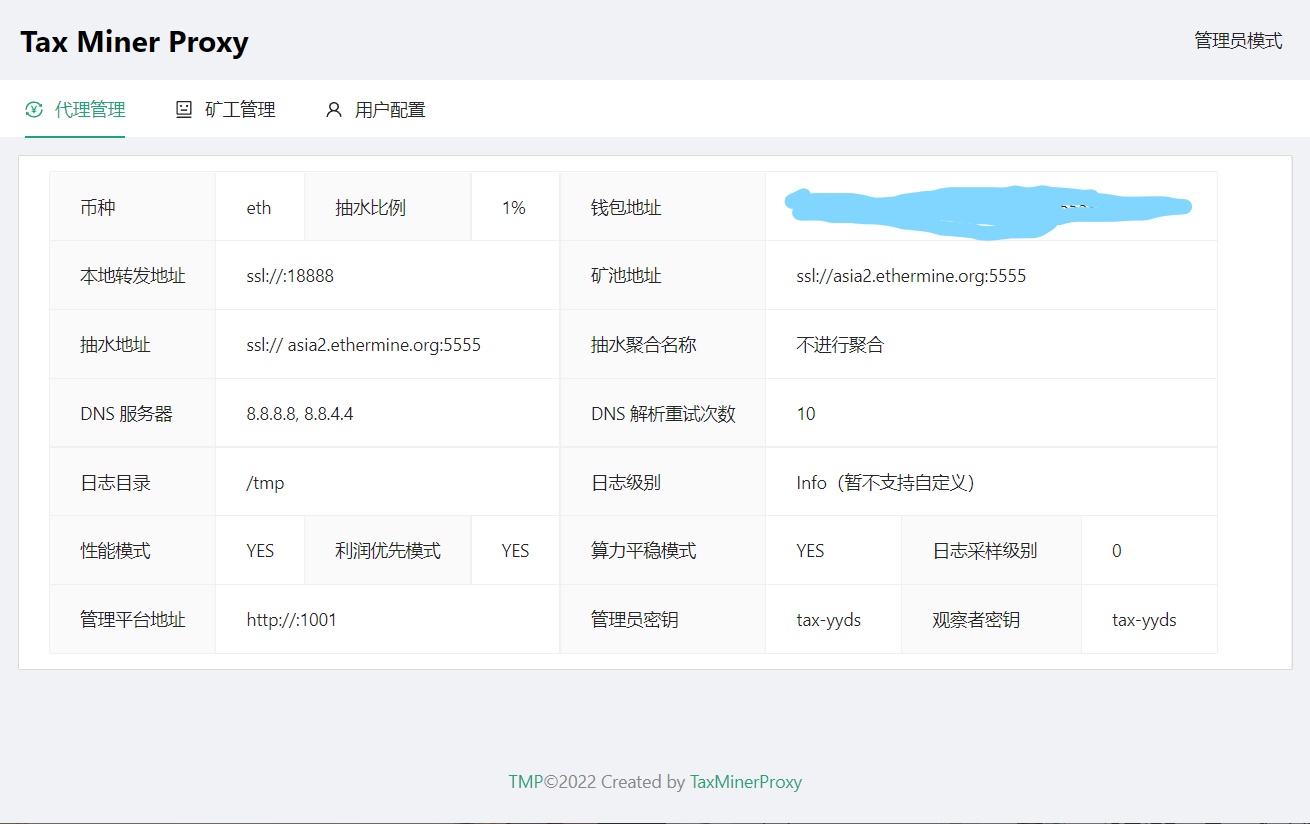 Tax Miner Proxy
管理员模式
代理管理 矿工管理 用户配置
币种 eth 抽水比例 1% 钱包地址
本地转发地址 ssl://:18888 矿池地址 ssl://asia2.ethermine.org:5555
抽水地址 ssl:// asia2.ethermine.org:5555 抽水聚合名称 不进行聚合
DNS 服务器 8.8.8.8, 8.8.4.4 DNS 解析重试次数 10
日志目录 /tmp 日志级别 Info（暂不支持自定义）
性能模式 YES 利润优先模式 YES 算力平稳模式 YES 日志采样级别 0
管理平台地址 http://:1001 管理员密钥 tax-yyds 观察者密钥 tax-yyds
TMP©2022 Created by TaxMinerProxy